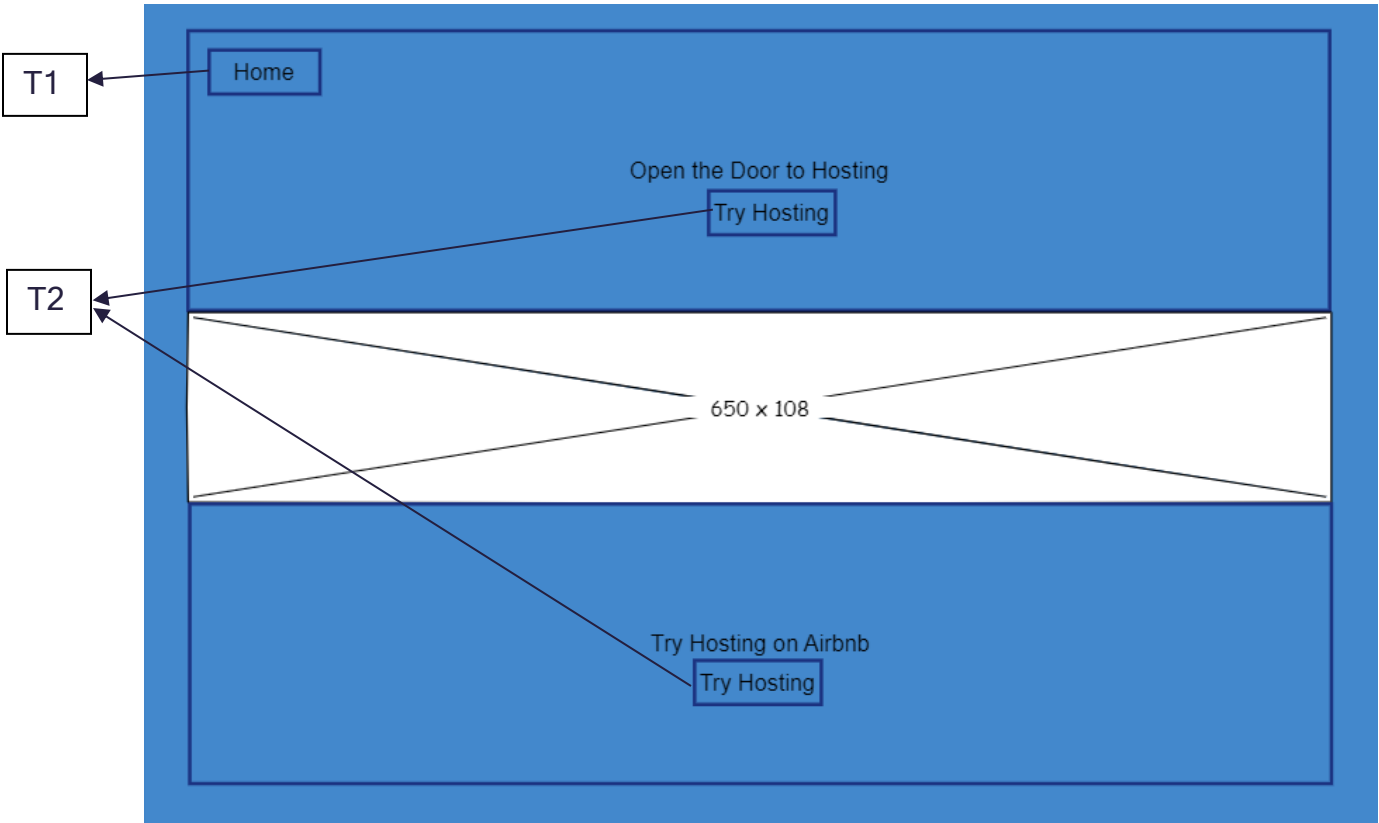 T1
Home
Open the Door to Hosting
Try Hosting
T2
650 x 108
Try Hosting on Airbnb
Try Hosting